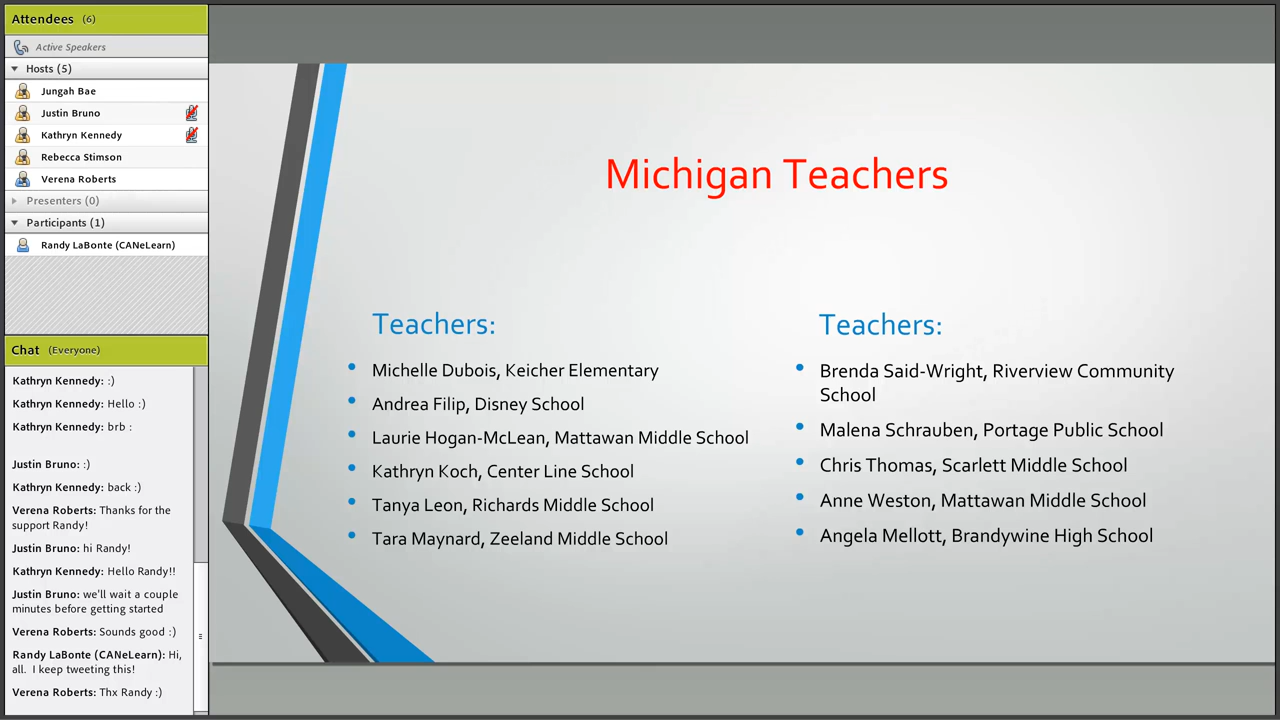 Attendees (6)
Active Speakers
Hosts (5)
Jungah Bae
Justin Bruno
Kathryn Kennedy
Rebecca Stimson
Verena Roberts
Presenters (0)
Participants (1)
Randy LaBonte (CANeLearn)
Chat (Everyone)
Kathryn Kennedy: :)
Kathryn Kennedy: Hello :)
Kathryn Kennedy: brb :
Justin Bruno: :)
Kathryn Kennedy: back :)
Verena Roberts: Thanks for the
support Randy!
Justin Bruno: hi Randy!
Kathryn Kennedy: Hello Randy!!
Justin Bruno: we'll wait a couple
minutes before getting started
Verena Roberts: Sounds good :)
Randy LaBonte (CANeLearn): Hi,
all.  I keep tweeting this!
Verena Roberts: Thx Randy :)
Michigan Teachers
Teachers:
Michelle Dubois, Keicher Elementary
Andrea Filip, Disney School
Laurie Hogan-McLean, Mattawan Middle School
Kathryn Koch, Center Line School
Tanya Leon, Richards Middle School
Tara Maynard, Zeeland Middle School
Teachers:
Brenda Said-Wright, Riverview Community
School
Malena Schrauben, Portage Public School
Chris Thomas, Scarlett Middle School
Anne Weston, Mattawan Middle School
Angela Mellott, Brandywine High School